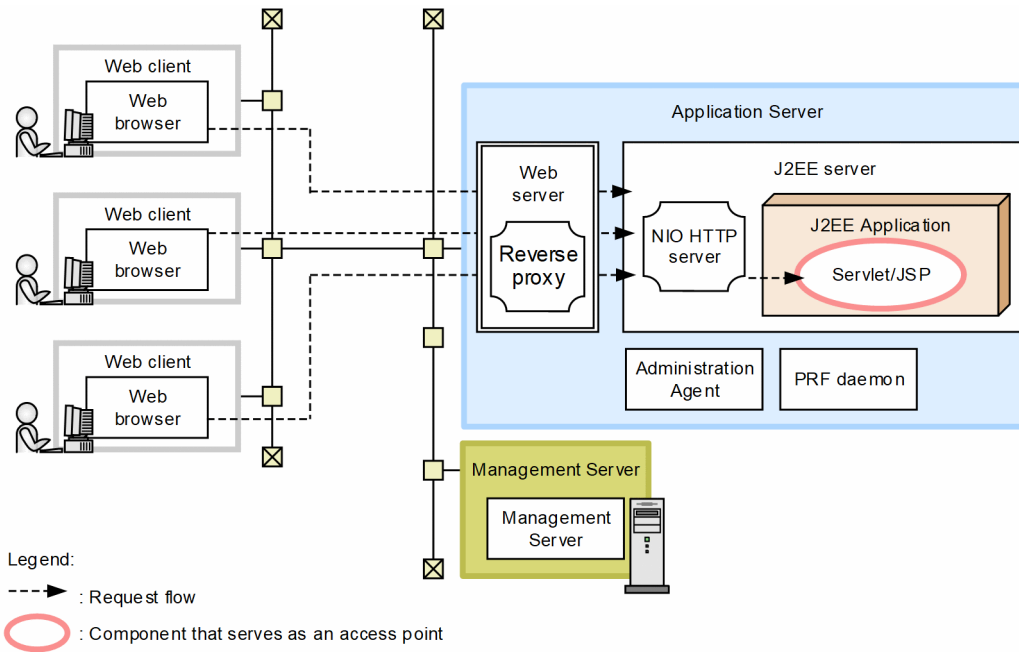 Web client
Web
browser
Web client
Web
browser
Web client
Web
browser
Application Server
Web
server
Reverse
proxy
J2EE server
NIO HTTP
server
J2EE Application
Servlet/JSP
Administration
Agent
PRF daemon
Management Server
Management
Server
Legend:
: Request flow
: Component that serves as an access point